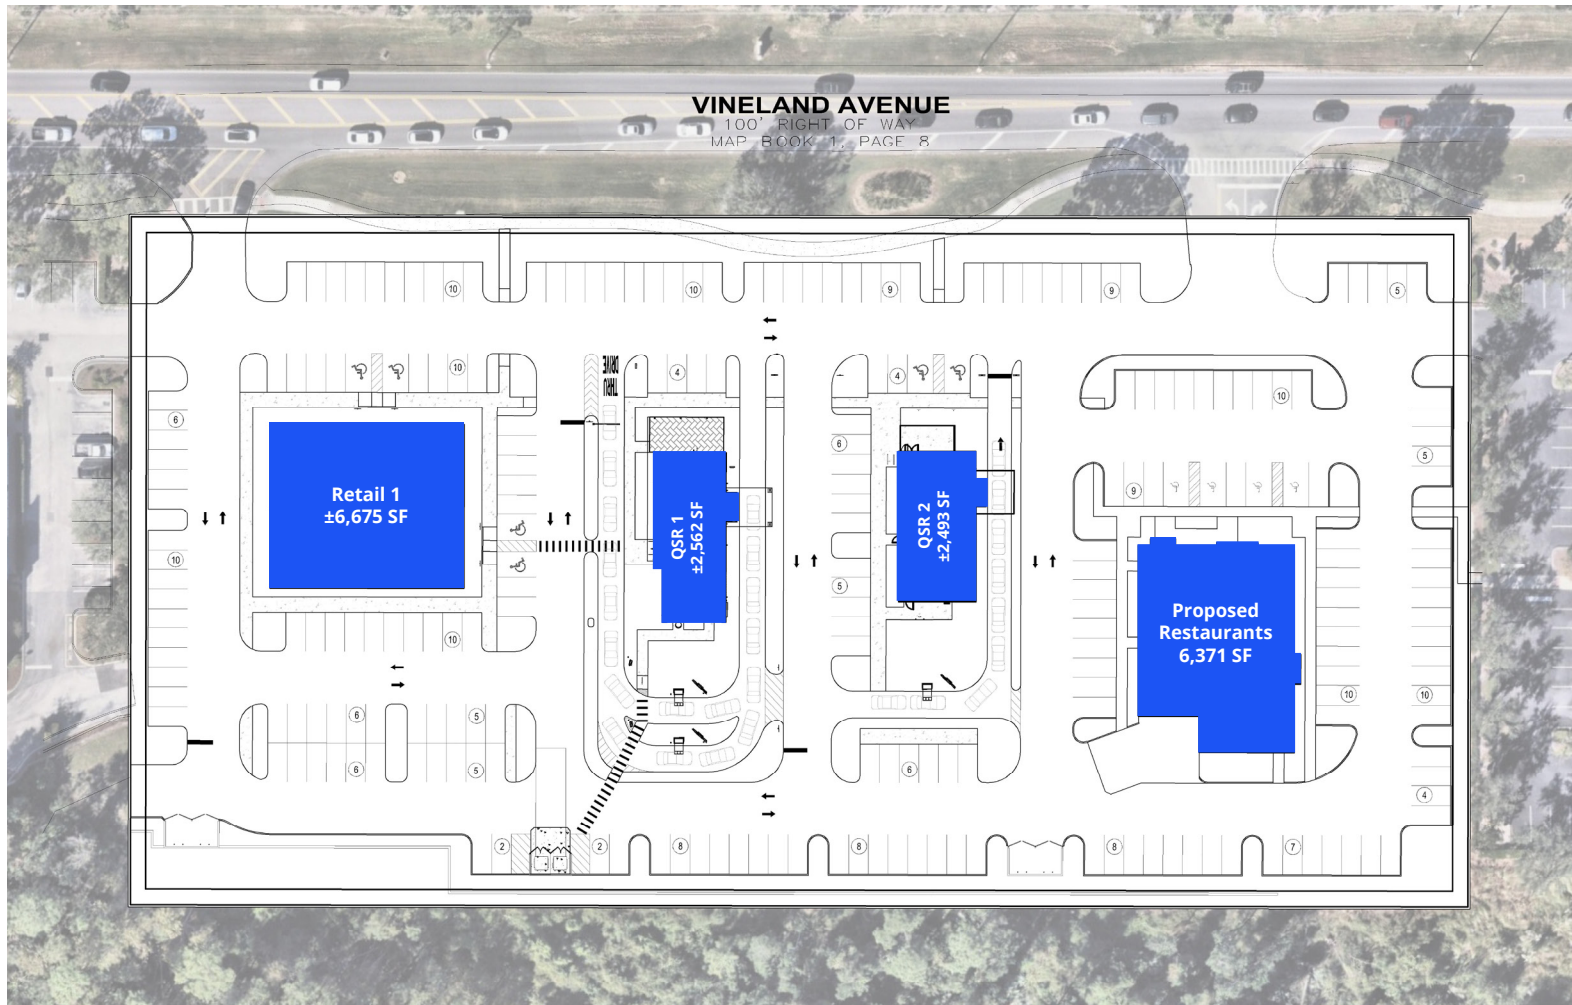 VINELAND AVENUE
100' RIGHT OF WAY
MAP BOOK 1, PAGE 8
10
10
9
9
5
10
4
4
10
DRIVE
THRU
6
6
5
9
Retail 1
±6,675 SF
QSR 1
±2,562 SF
QSR 2
±2,493 SF
10
5
10
Proposed
Restaurants
6,371 SF
10
10
6
5
6
5
6
4
2
2
8
8
8
7